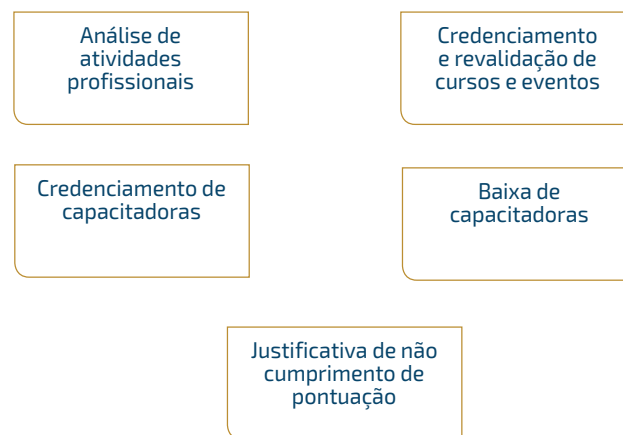 Análise de
atividades
profissionais
Credenciamento
e revalidação de
cursos e eventos
Credenciamento de
capacitadoras
Baixa de
capacitadoras
Justificativa de não
cumprimento de
pontuação